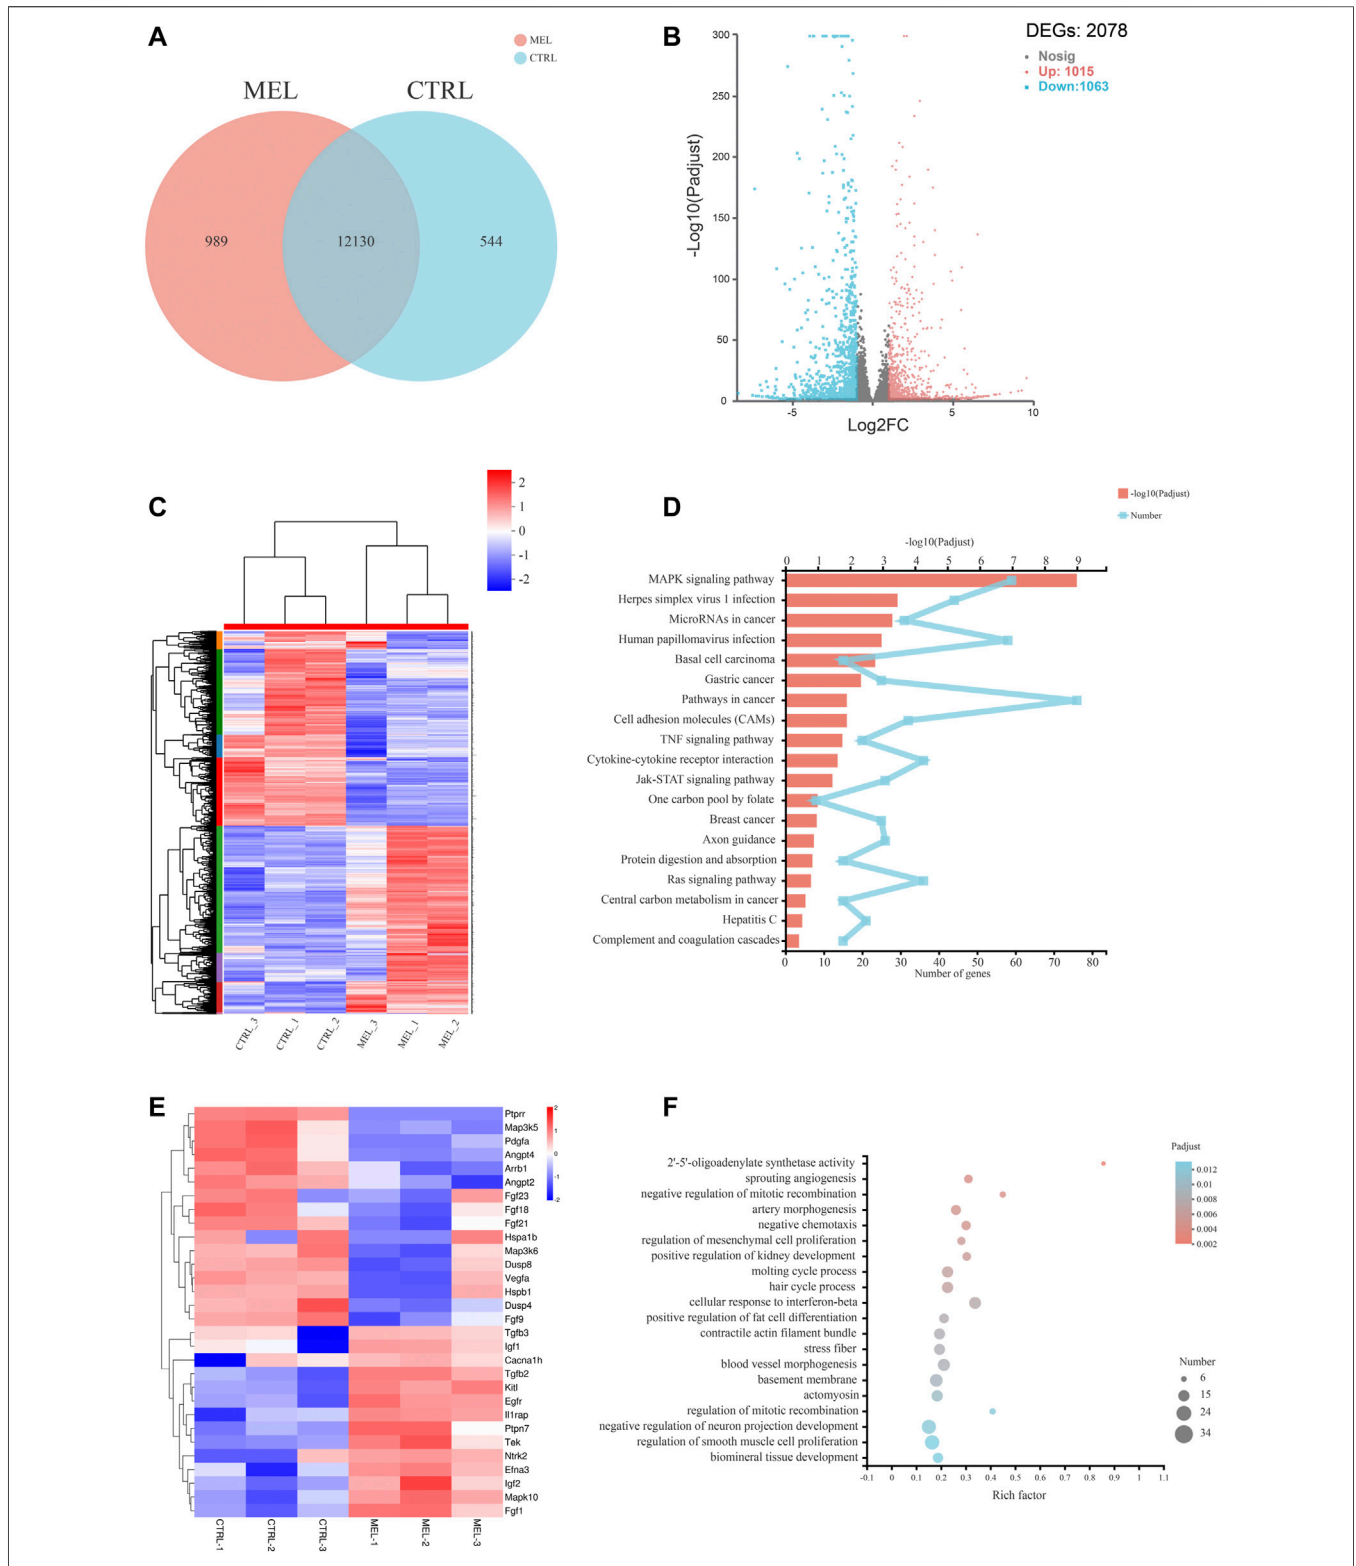 A
MEL
CTRL
MEL
CTRL
989
12130
544
B
DEGs: 2078
Nosig
Up: 1015
Down:1063
300
250
200
150
100
50
0
-Log10(Padjust)
-5
0
5
10
Log2FC
C
2
1
0
-1
-2
CTRL_3
CTRL_1
CTRL_2
MEL_3
MEL_1
MEL_2
D
-log10(Padjust)
Number
-log10(Padjust)
0 1 2 3 4 5 6 7 8 9
MAPK signaling pathway
Herpes simplex virus 1 infection
MicroRNAs in cancer
Human papillomavirus infection
Basal cell carcinoma
Gastric cancer
Pathways in cancer
Cell adhesion molecules (CAMs)
TNF signaling pathway
Cytokine-cytokine receptor interaction
Jak-STAT signaling pathway
One carbon pool by folate
Breast cancer
Axon guidance
Protein digestion and absorption
Ras signaling pathway
Central carbon metabolism in cancer
Hepatitis C
Complement and coagulation cascades
0 10 20 30 40 50 60 70 80
Number of genes
E
2
1
0
-1
-2
Ptprr
Map3k5
Pdgfa
Angpt4
Arrb1
Angpt2
Fgf23
Fgf18
Fgf21
Hspa1b
Map3k6
Dusp8
Vegfa
Hspb1
Dusp4
Fgf9
Tgfb3
Igf1
Cacna1h
Tgfb2
Kitl
Egfr
Il1rap
Ptpn7
Tek
Ntrk2
Efna3
Igf2
Mapk10
Fgf1
CTRL-1
CTRL-2
CTRL-3
MEL-1
MEL-2
MEL-3
F
2'-5'-oligoadenylate synthetase activity
sprouting angiogenesis
negative regulation of mitotic recombination
artery morphogenesis
negative chemotaxis
regulation of mesenchymal cell proliferation
positive regulation of kidney development
molting cycle process
hair cycle process
cellular response to interferon-beta
positive regulation of fat cell differentiation
contractile actin filament bundle
stress fiber
blood vessel morphogenesis
basement membrane
actomyosin
regulation of mitotic recombination
negative regulation of neuron projection development
regulation of smooth muscle cell proliferation
biomineral tissue development
-0.1 0 0.1 0.2 0.3 0.4 0.5 0.6 0.7 0.8 0.9 1 1.1
Rich factor
Padjust
0.012
0.010
0.008
0.006
0.004
0.002
Number
6
15
24
34